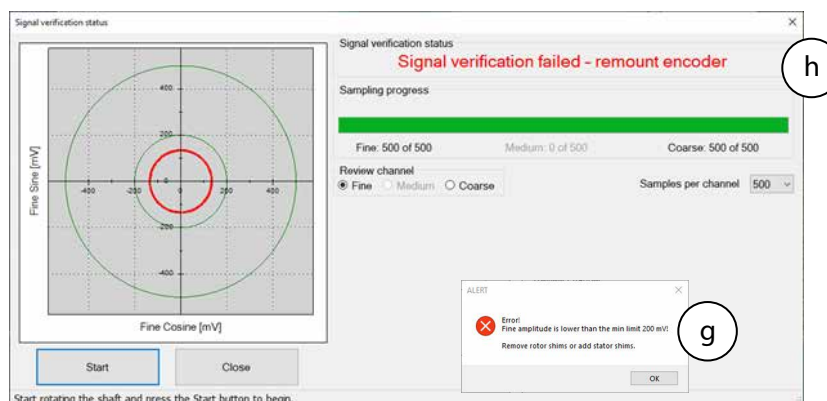 Signal verification status
Signal verification status
Signal verification failed - remount encoder
h
Sampling progress
Fine: 500 of 500 Medium: 0 of 500 Coarse: 500 of 500
Review channel
Fine Medium Coarse
Samples per channel 500
400
200
-400 -200 0 200 400
-200
-400
Fine Sine [mV]
Fine Cosine [mV]
ALERT
Error!
Fine amplitude is lower than the min limit 200 mV!
Remove rotor shims or add stator shims.
OK
g
Start Close
Start rotating the shaft and press the Start button to begin.